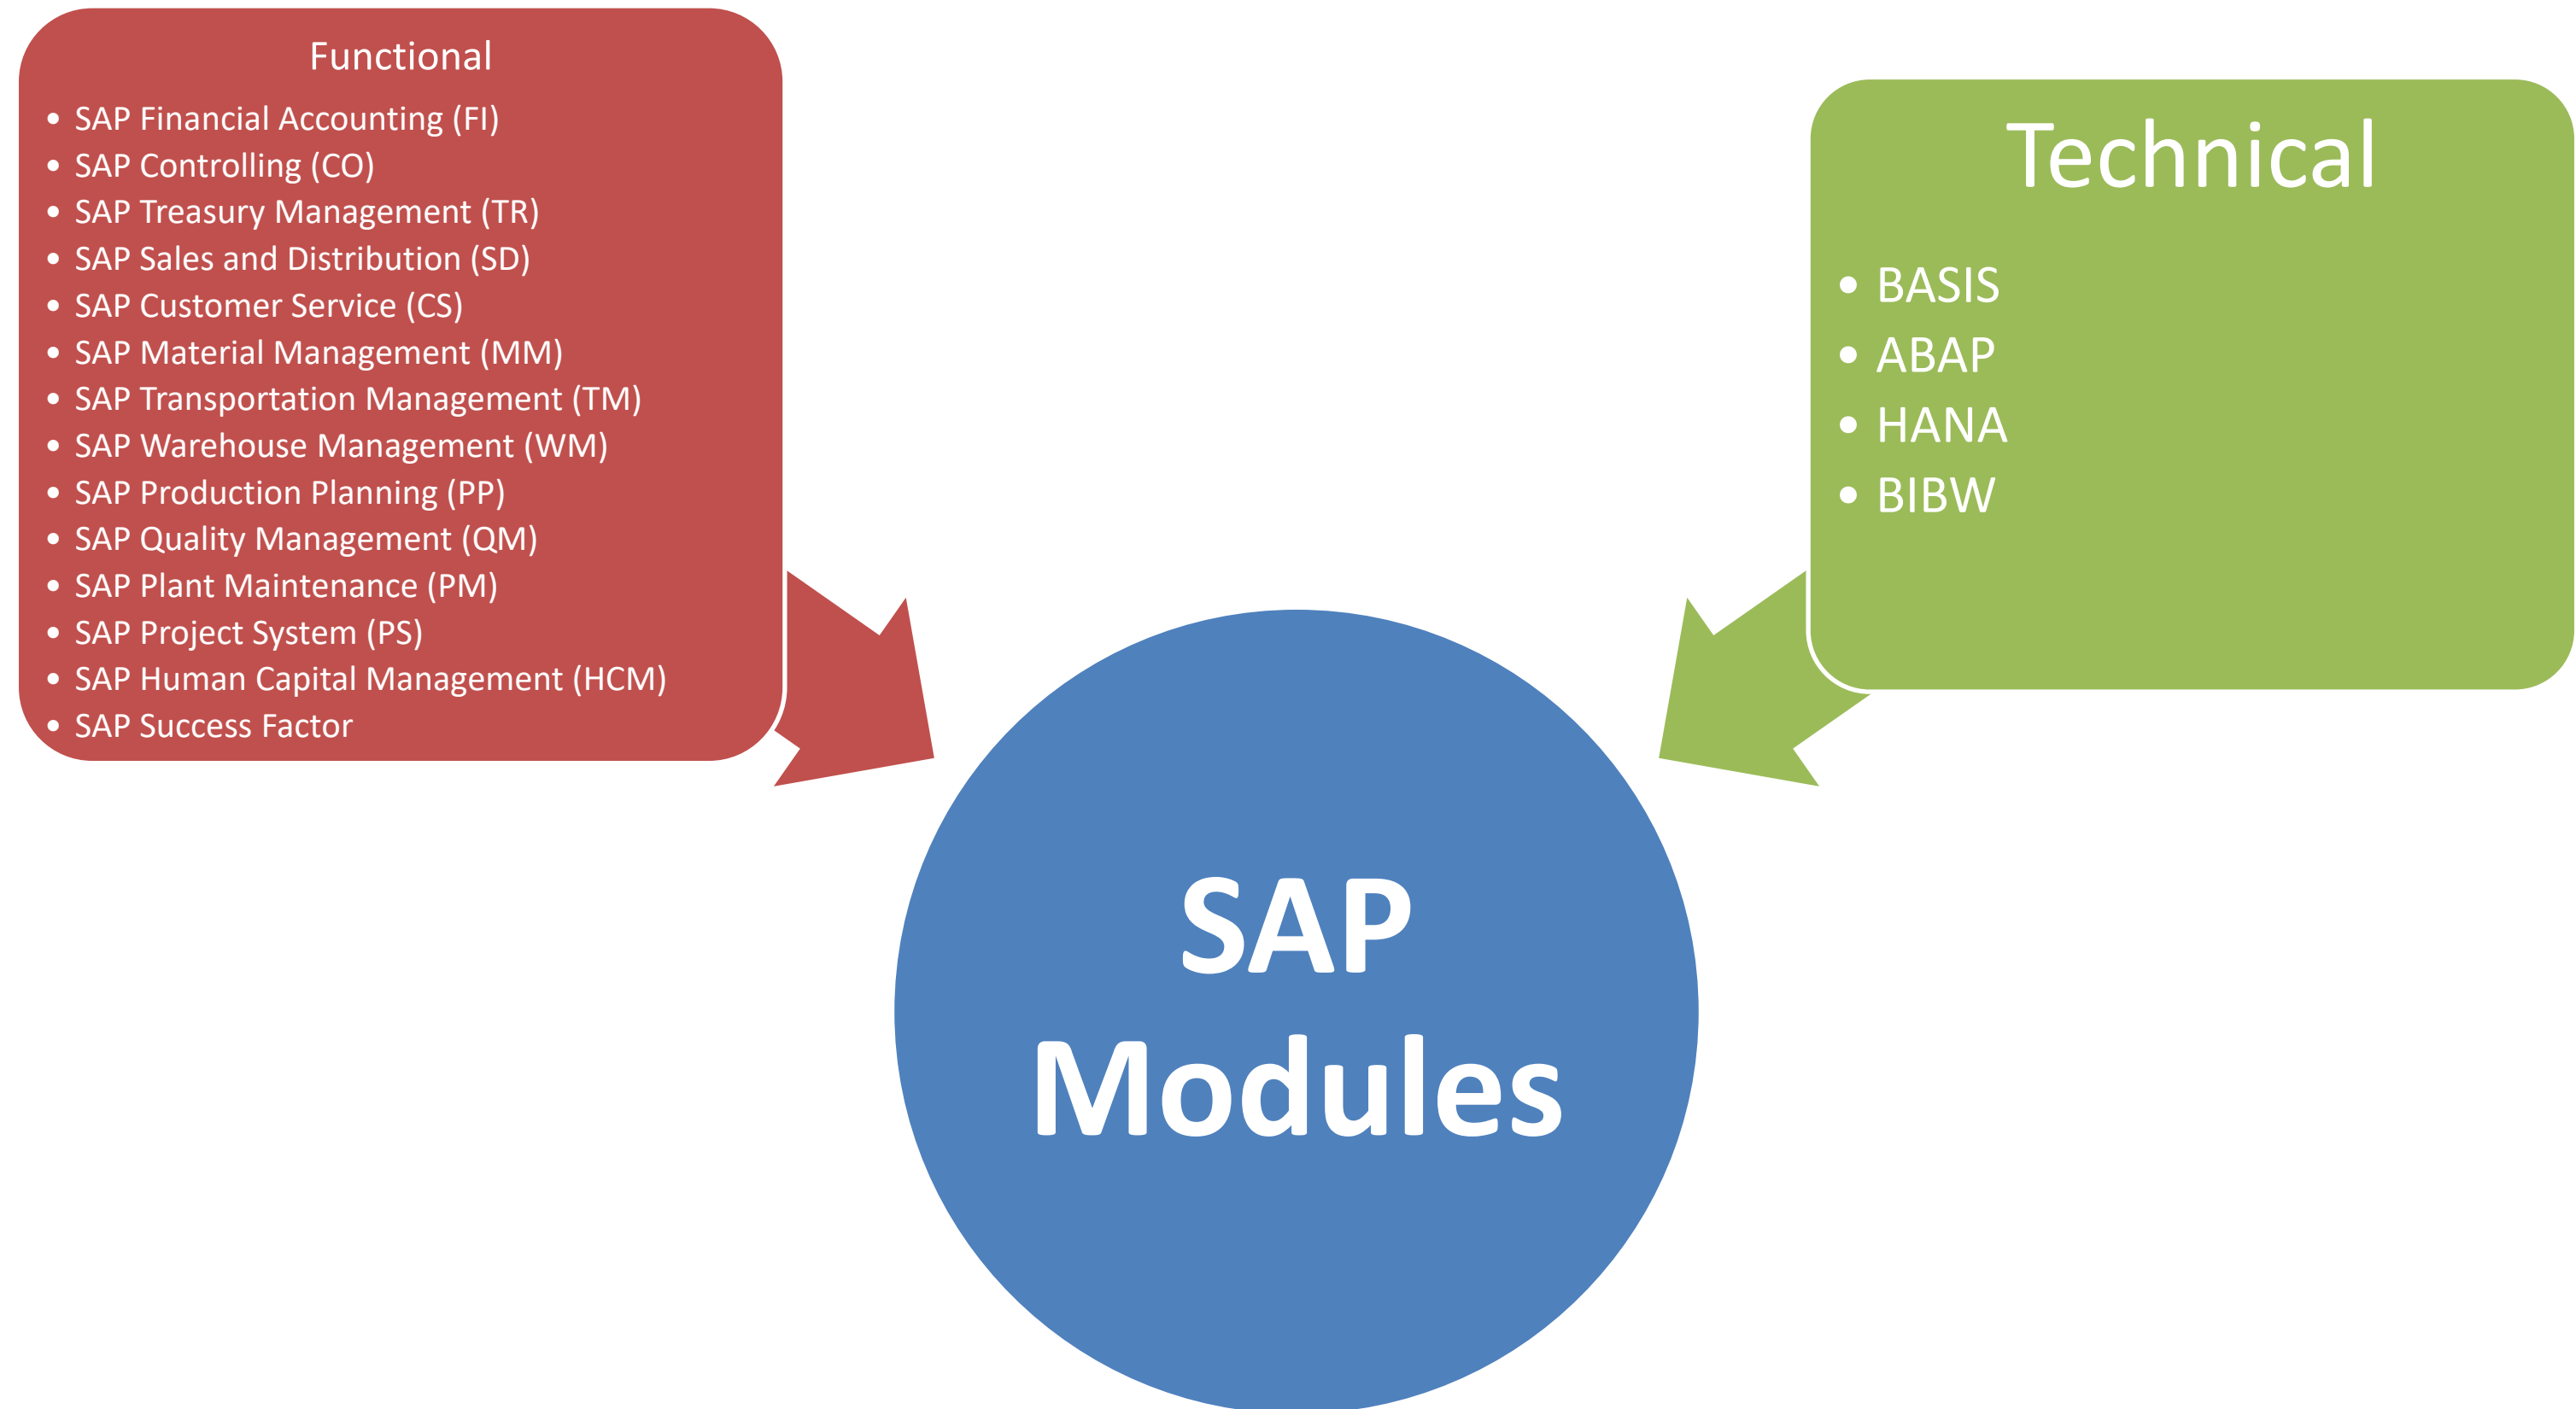 Functional
• SAP Financial Accounting (FI)
• SAP Controlling (CO)
• SAP Treasury Management (TR)
• SAP Sales and Distribution (SD)
• SAP Customer Service (CS)
• SAP Material Management (MM)
• SAP Transportation Management (TM)
• SAP Warehouse Management (WM)
• SAP Production Planning (PP)
• SAP Quality Management (QM)
• SAP Plant Maintenance (PM)
• SAP Project System (PS)
• SAP Human Capital Management (HCM)
• SAP Success Factor
Technical
• BASIS
• ABAP
• HANA
• BIBW
SAP
Modules